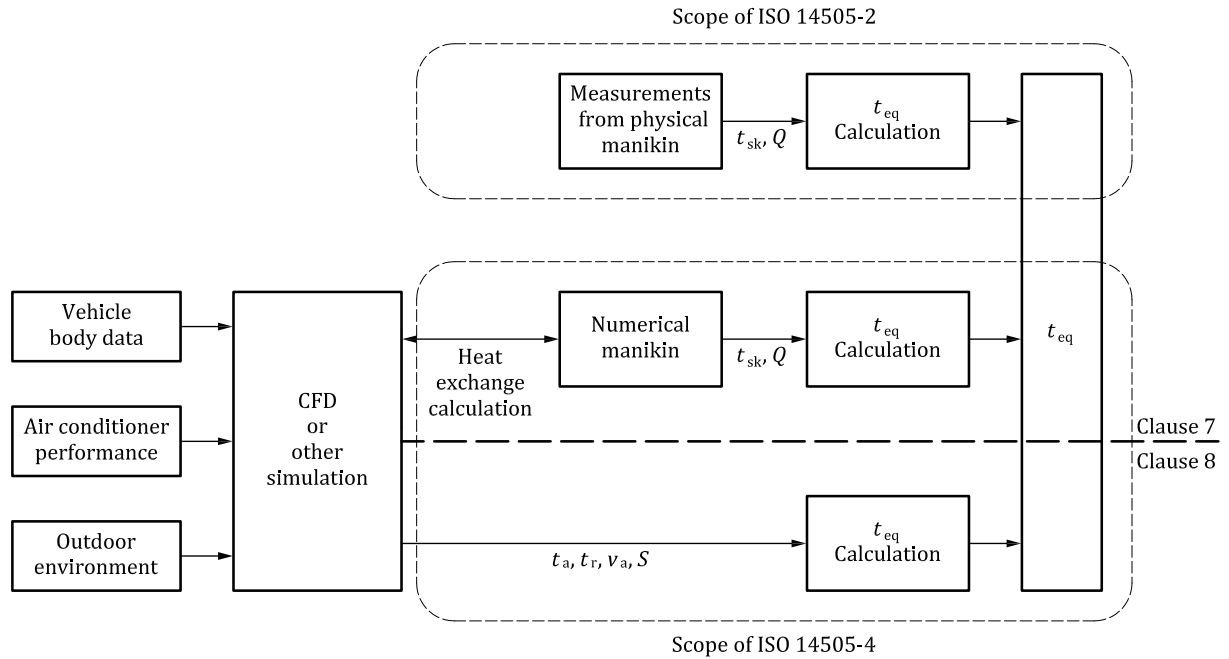 Scope of ISO 14505-2
Measurements
from physical
manikin
t_sk, Q
t_eq
Calculation
Vehicle
body data
Air conditioner
performance
Outdoor
environment
CFD
or
other
simulation
Heat
exchange
calculation
Numerical
manikin
t_sk, Q
t_eq
Calculation
t_eq
Clause 7
Clause 8
t_a, t_r, v_a, S
t_eq
Calculation
Scope of ISO 14505-4